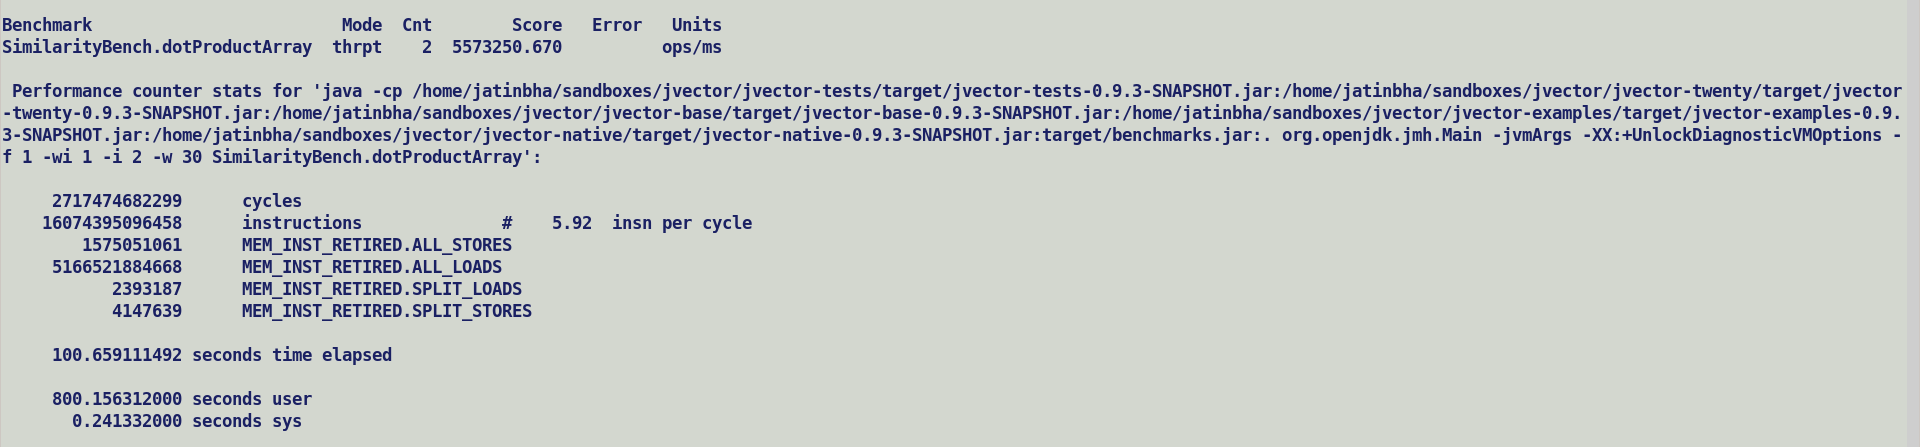 Benchmark                         Mode  Cnt        Score   Error   Units
SimilarityBench.dotProductArray  thrpt    2  5573250.670          ops/ms
 Performance counter stats for 'java -cp /home/jatinbha/sandboxes/jvector/jvector-tests/target/jvector-tests-0.9.3-SNAPSHOT.jar:/home/jatinbha/sandboxes/jvector/jvector-twenty/target/jvector
-twenty-0.9.3-SNAPSHOT.jar:/home/jatinbha/sandboxes/jvector/jvector-base/target/jvector-base-0.9.3-SNAPSHOT.jar:/home/jatinbha/sandboxes/jvector/jvector-examples/target/jvector-examples-0.9.
3-SNAPSHOT.jar:/home/jatinbha/sandboxes/jvector/jvector-native/target/jvector-native-0.9.3-SNAPSHOT.jar:target/benchmarks.jar:. org.openjdk.jmh.Main -jvmArgs -XX:+UnlockDiagnosticVMOptions -
f 1 -wi 1 -i 2 -w 30 SimilarityBench.dotProductArray':
     2717474682299      cycles
    16074395096458      instructions              #    5.92  insn per cycle
        1575051061      MEM_INST_RETIRED.ALL_STORES
     5166521884668      MEM_INST_RETIRED.ALL_LOADS
           2393187      MEM_INST_RETIRED.SPLIT_LOADS
           4147639      MEM_INST_RETIRED.SPLIT_STORES
     100.659111492 seconds time elapsed
     800.156312000 seconds user
       0.241332000 seconds sys